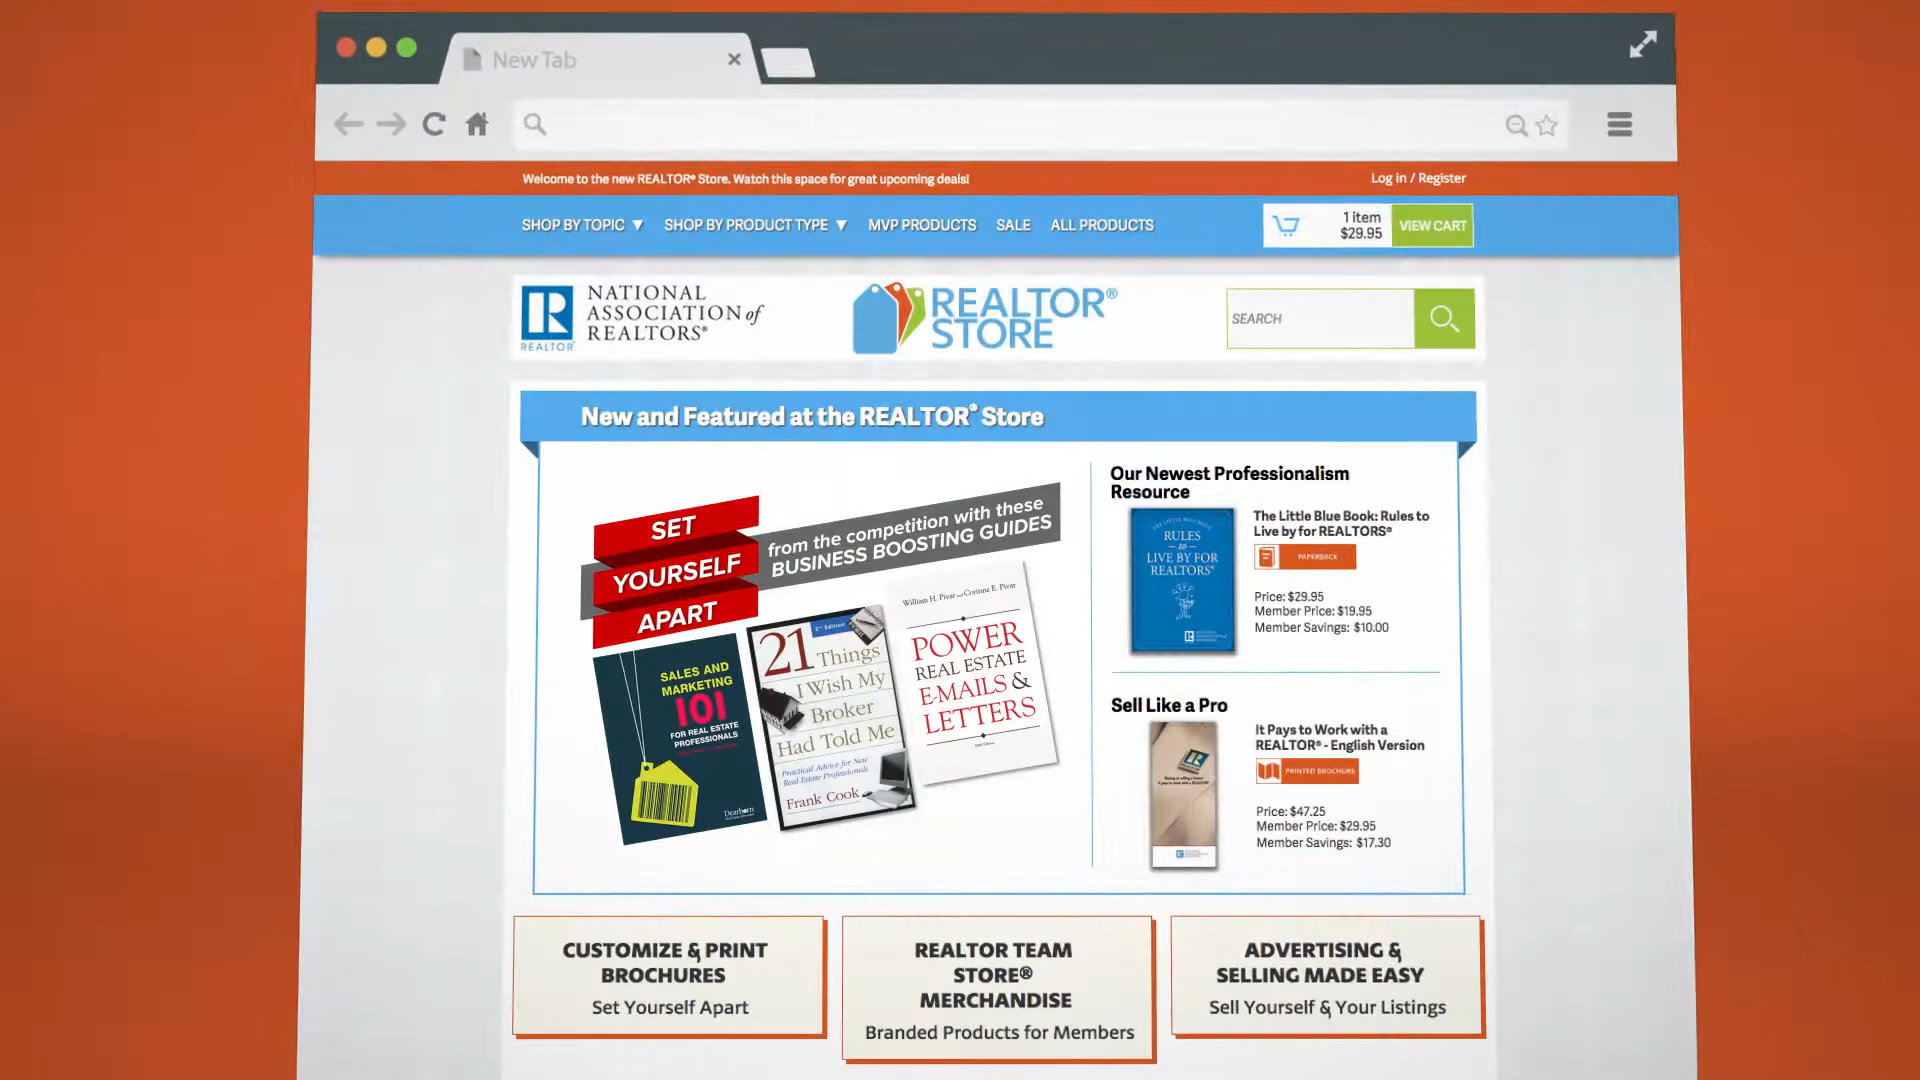 New Tab
Welcome to the new REALTOR® Store. Watch this space for great upcoming deals!
Log in / Register
SHOP BY TOPIC ▼
SHOP BY PRODUCT TYPE ▼
MVP PRODUCTS
SALE
ALL PRODUCTS
1 item
$29.95
VIEW CART
NATIONAL
ASSOCIATION of
REALTORS®
REALTOR
REALTOR®
STORE
SEARCH
New and Featured at the REALTOR® Store
SET
YOURSELF
APART
from the competition with these
BUSINESS BOOSTING GUIDES
SALES AND
MARKETING
101
FOR REAL ESTATE
PROFESSIONALS
Dearborn
2nd Edition
21 Things
I Wish My
Broker
Had Told Me
Practical Advice for New
Real Estate Professionals
Frank Cook
William H. Pivar and Corinne E. Pivar
POWER
REAL ESTATE
E-MAILS &
LETTERS
Our Newest Professionalism
Resource
THE LITTLE BLUE BOOK
RULES
to
LIVE BY FOR
REALTORS®
The Little Blue Book: Rules to
Live by for REALTORS®
PAPERBACK
Price: $29.95
Member Price: $19.95
Member Savings: $10.00
Sell Like a Pro
It Pays to Work with a
REALTOR® - English Version
PRINTED BROCHURE
Price: $47.25
Member Price: $29.95
Member Savings: $17.30
CUSTOMIZE & PRINT
BROCHURES
Set Yourself Apart
REALTOR TEAM
STORE®
MERCHANDISE
Branded Products for Members
ADVERTISING &
SELLING MADE EASY
Sell Yourself & Your Listings